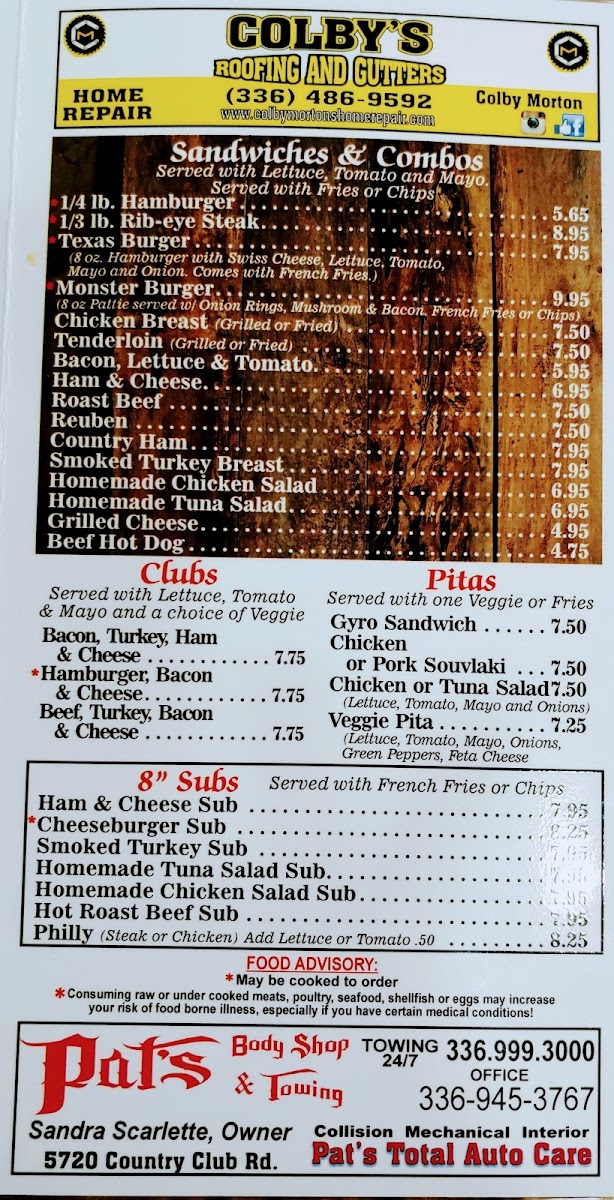 COLBY'S
ROOFING AND GUTTERS
HOME REPAIR
(336) 486-9592
www.colbymortonshomerepair.com
Colby Morton
Sandwiches & Combos
Served with Lettuce, Tomato and Mayo.
Served with Fries or Chips
*1/4 lb. Hamburger 5.65
*1/3 lb. Rib-eye Steak 8.95
*Texas Burger 7.95
(8 oz. Hamburger with Swiss Cheese, Lettuce, Tomato,
Mayo and Onion. Comes with French Fries.)
*Monster Burger 9.95
(8 oz Pattie served w/ Onion Rings, Mushroom & Bacon. French Fries or Chips)
Chicken Breast (Grilled or Fried) 7.50
Tenderloin (Grilled or Fried) 7.50
Bacon, Lettuce & Tomato 5.95
Ham & Cheese 6.95
Roast Beef 7.50
Reuben 7.50
Country Ham 7.95
Smoked Turkey Breast 7.95
Homemade Chicken Salad 6.95
Homemade Tuna Salad 6.95
Grilled Cheese 4.95
Beef Hot Dog 4.75
Clubs
Served with Lettuce, Tomato
& Mayo and a choice of Veggie
Bacon, Turkey, Ham
& Cheese 7.75
*Hamburger, Bacon
& Cheese 7.75
Beef, Turkey, Bacon
& Cheese 7.75
Pitas
Served with one Veggie or Fries
Gyro Sandwich 7.50
Chicken
or Pork Souvlaki 7.50
Chicken or Tuna Salad 7.50
(Lettuce, Tomato, Mayo and Onions)
Veggie Pita 7.25
(Lettuce, Tomato, Mayo, Onions,
Green Peppers, Feta Cheese
8" Subs Served with French Fries or Chips
Ham & Cheese Sub 7.95
*Cheeseburger Sub 8.25
Smoked Turkey Sub 7.95
Homemade Tuna Salad Sub 7.95
Homemade Chicken Salad Sub 7.95
Hot Roast Beef Sub 7.95
Philly (Steak or Chicken) Add Lettuce or Tomato .50 8.25
FOOD ADVISORY:
*May be cooked to order
*Consuming raw or under cooked meats, poultry, seafood, shellfish or eggs may increase
your risk of food borne illness, especially if you have certain medical conditions!
Pat's Body Shop & Towing
TOWING 24/7 336.999.3000
OFFICE
336-945-3767
Sandra Scarlette, Owner
5720 Country Club Rd.
Collision Mechanical Interior
Pat's Total Auto Care